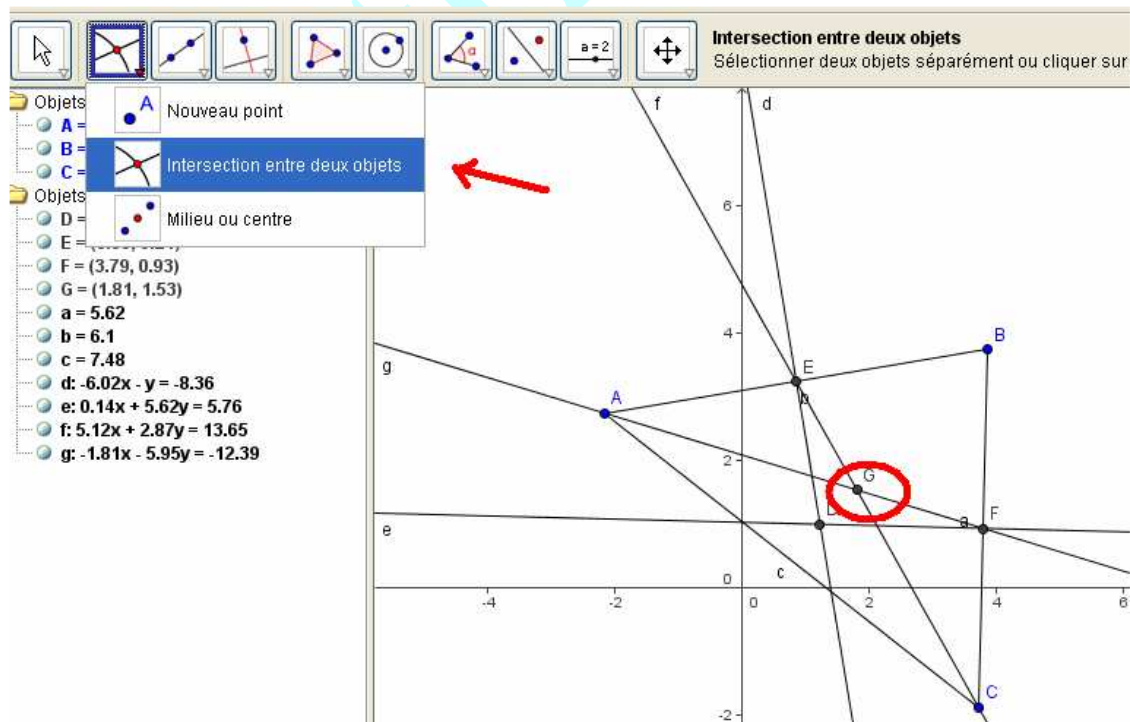 a = 2
Intersection entre deux objets
Sélectionner deux objets séparément ou cliquer sur
Objets
A =
B =
C =
Objets
D =
E =
F = (3.79, 0.93)
G = (1.81, 1.53)
a = 5.62
b = 6.1
c = 7.48
d: -6.02x - y = -8.36
e: 0.14x + 5.62y = 5.76
f: 5.12x + 2.87y = 13.65
g: -1.81x - 5.95y = -12.39
A Nouveau point
Intersection entre deux objets
Milieu ou centre
f d
6
4 B
g E
A b
2 G
D F
e a
0 c
-4 -2 0 2 4 6
C
-2
α